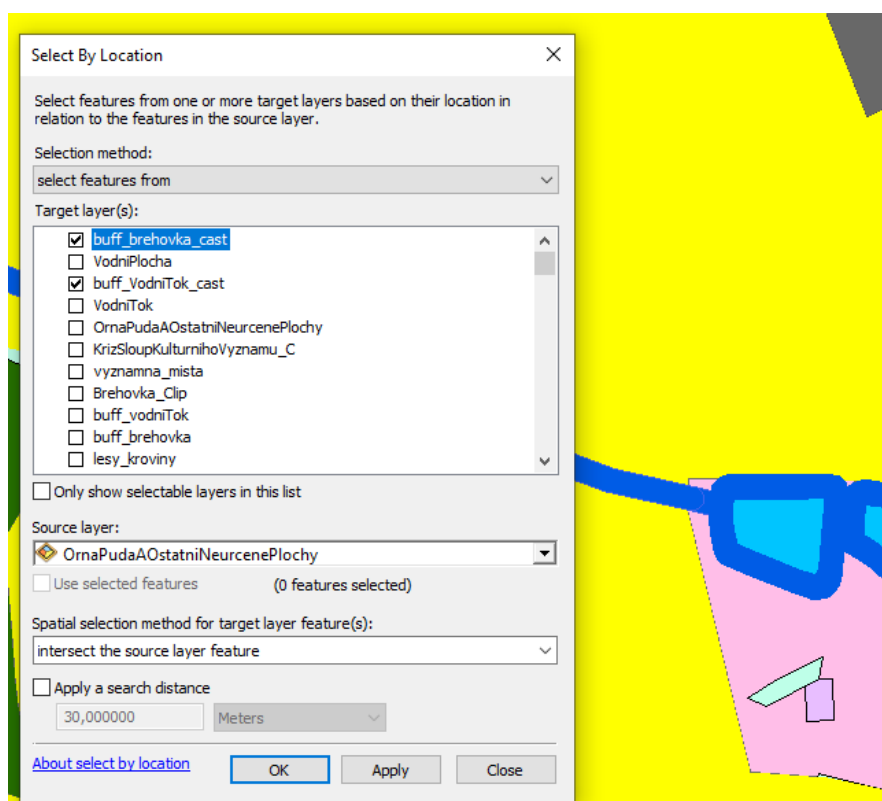 Select By Location
Select features from one or more target layers based on their location in
relation to the features in the source layer.
Selection method:
select features from
Target layer(s):
buff_brehovka_cast
VodniPlocha
buff_VodniTok_cast
VodniTok
OrnaPudaAOstatniNeurcenePlochy
KrizSloupKulturnihoVyznamu_C
vyznamna_mista
Brehovka_Clip
buff_vodniTok
buff_brehovka
lesy_kroviny
Only show selectable layers in this list
Source layer:
OrnaPudaAOstatniNeurcenePlochy
Use selected features (0 features selected)
Spatial selection method for target layer feature(s):
intersect the source layer feature
Apply a search distance
30,000000 Meters
About select by location OK Apply Close